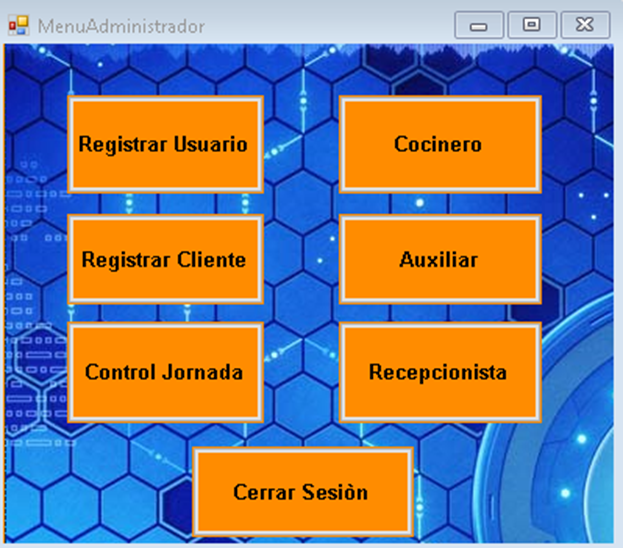 MenuAdministrador
Registrar Usuario
Cocinero
Registrar Cliente
Auxiliar
Control Jornada
Recepcionista
Cerrar Sesiòn